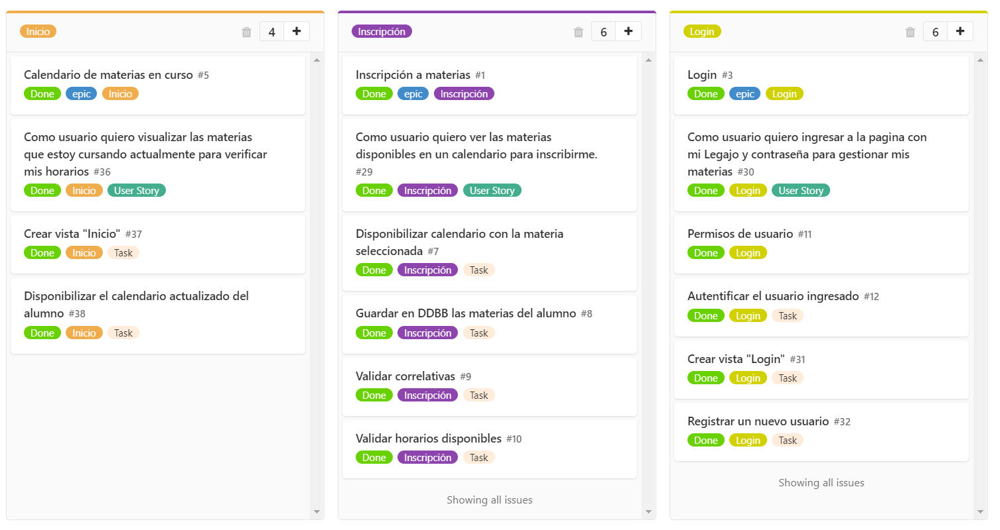 Inicio
4
Calendario de materias en curso #5
Done epic Inicio
Como usuario quiero visualizar las materias
que estoy cursando actualmente para verificar
mis horarios #36
Done Inicio User Story
Crear vista "Inicio" #37
Done Inicio Task
Disponibilizar el calendario actualizado del
alumno #38
Done Inicio Task
Inscripción
6
Inscripción a materias #1
Done epic Inscripción
Como usuario quiero ver las materias
disponibles en un calendario para inscribirme.
#29
Done Inscripción User Story
Disponibilizar calendario con la materia
seleccionada #7
Done Inscripción Task
Guardar en DDBB las materias del alumno #8
Done Inscripción Task
Validar correlativas #9
Done Inscripción Task
Validar horarios disponibles #10
Done Inscripción Task
Showing all issues
Login
6
Login #3
Done epic Login
Como usuario quiero ingresar a la pagina con
mi Legajo y contraseña para gestionar mis
materias #30
Done Login User Story
Permisos de usuario #11
Done Login
Autentificar el usuario ingresado #12
Done Login Task
Crear vista "Login" #31
Done Login Task
Registrar un nuevo usuario #32
Done Login Task
Showing all issues